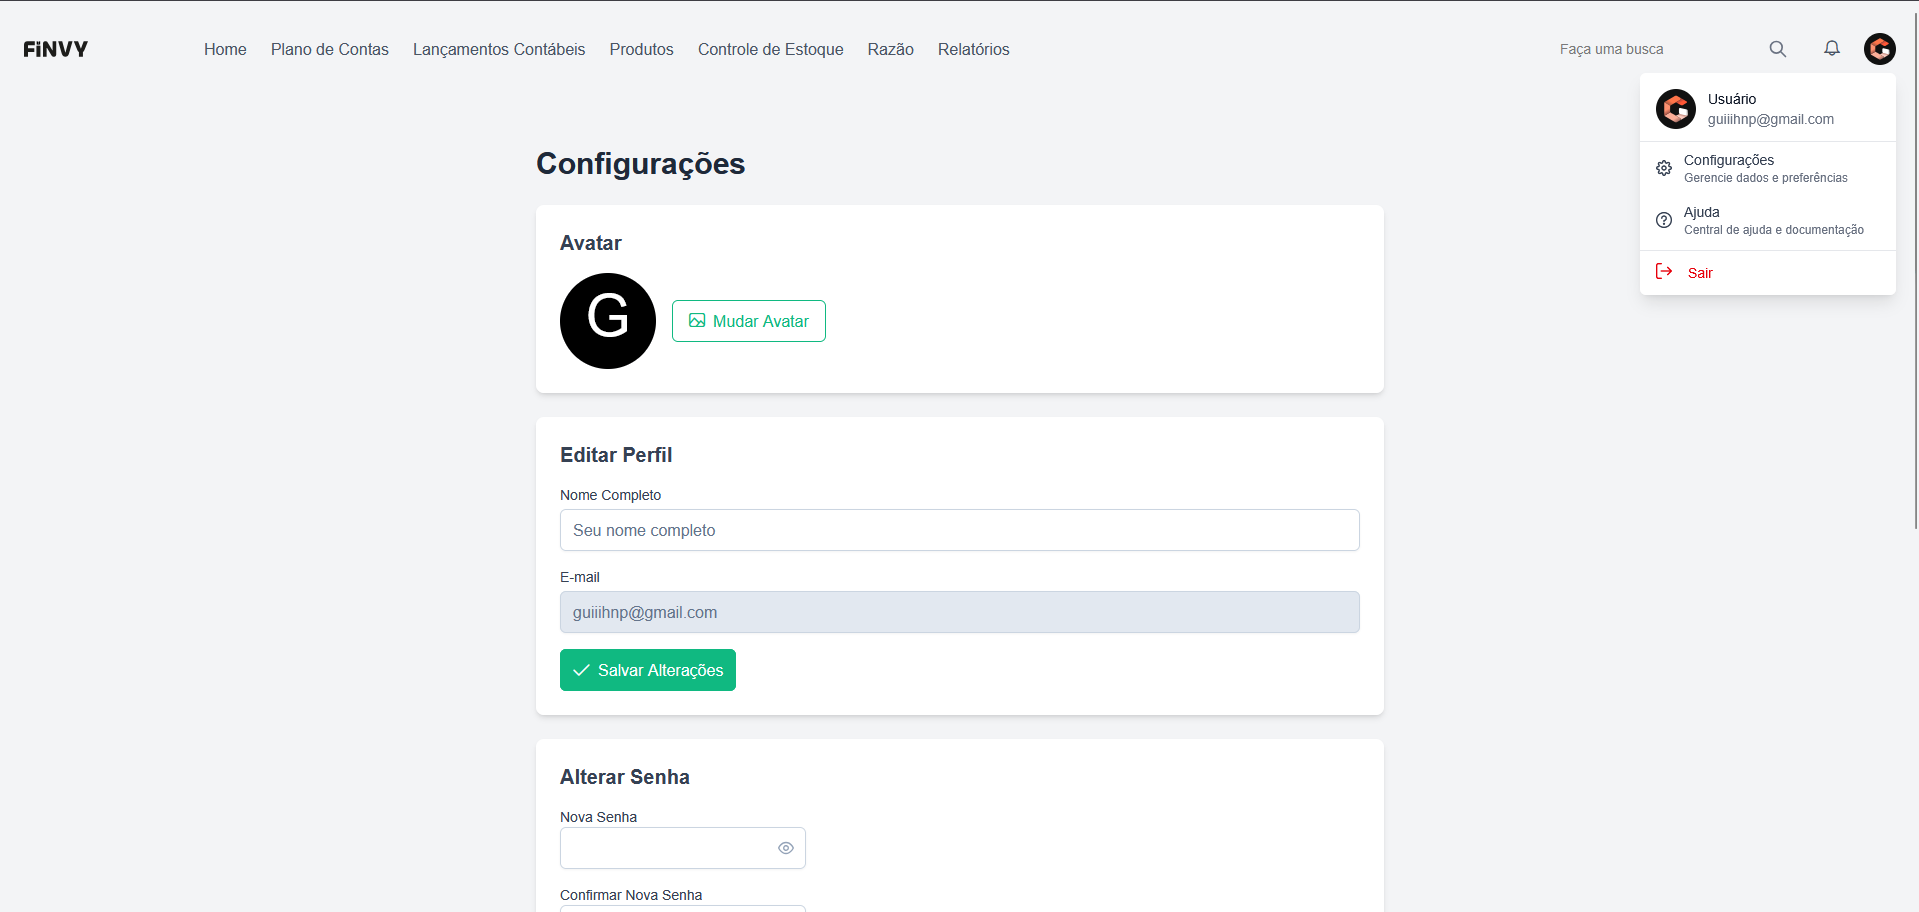 FiNVY
Home Plano de Contas Lançamentos Contábeis Produtos Controle de Estoque Razão Relatórios
Faça uma busca
Usuário
guiiihnp@gmail.com
Configurações
Gerencie dados e preferências
Ajuda
Central de ajuda e documentação
Sair
Configurações
Avatar
G
Mudar Avatar
Editar Perfil
Nome Completo
Seu nome completo
E-mail
guiiihnp@gmail.com
Salvar Alterações
Alterar Senha
Nova Senha
Confirmar Nova Senha